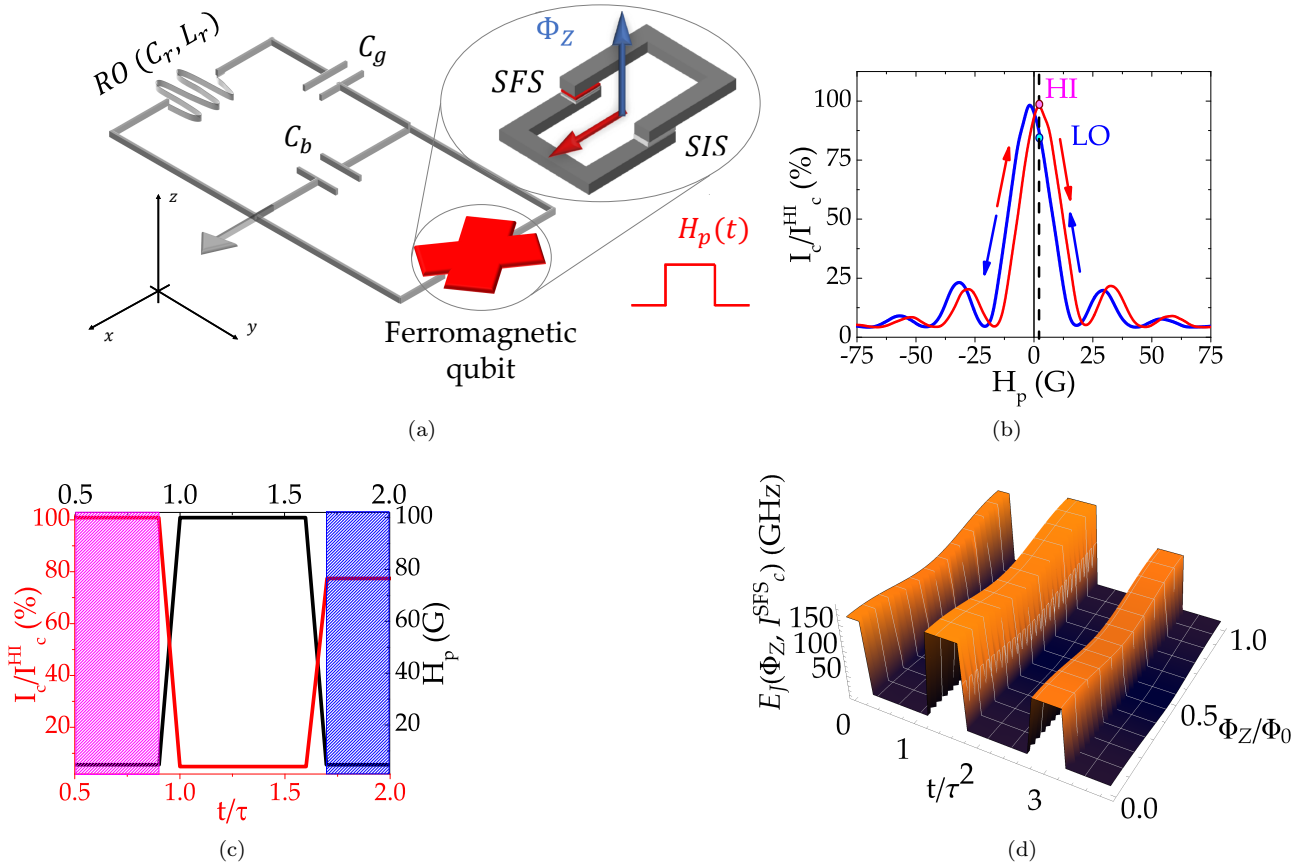 RO (C_r, L_r)
C_g
C_b
z
x
y
Φ_Z
SFS
SIS
H_p(t)
Ferromagnetic
qubit
(a)
I_c/I^HI_c (%)
100
75
50
25
0
HI
LO
-75 -50 -25 0 25 50 75
H_p (G)
(b)
0.5 1.0 1.5 2.0
I_c/I^HI_c (%)
100
80
60
40
20
100
80
60
40
20
H_p (G)
0.5 1.0 1.5 2.0
t/τ
(c)
E_J(Φ_Z, I^SFS_c) (GHz)
150
100
50
0
1
2
3
t/τ
0.0
0.5
1.0
Φ_Z/Φ_0
(d)